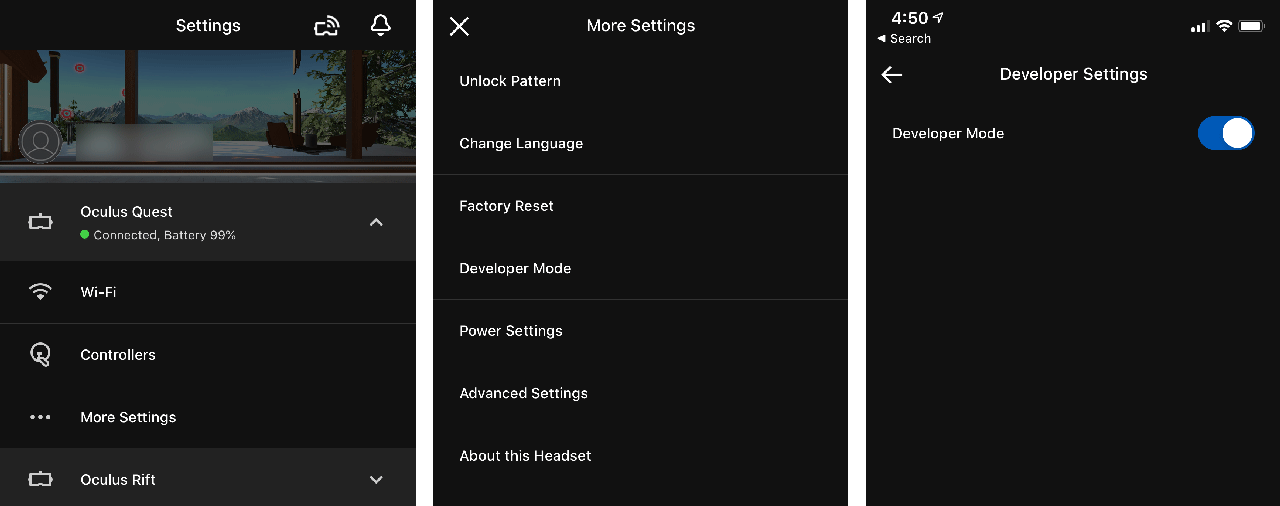 Settings
Oculus Quest
Connected, Battery 99%
Wi-Fi
Controllers
More Settings
Oculus Rift
More Settings
Unlock Pattern
Change Language
Factory Reset
Developer Mode
Power Settings
Advanced Settings
About this Headset
4:50
Search
Developer Settings
Developer Mode